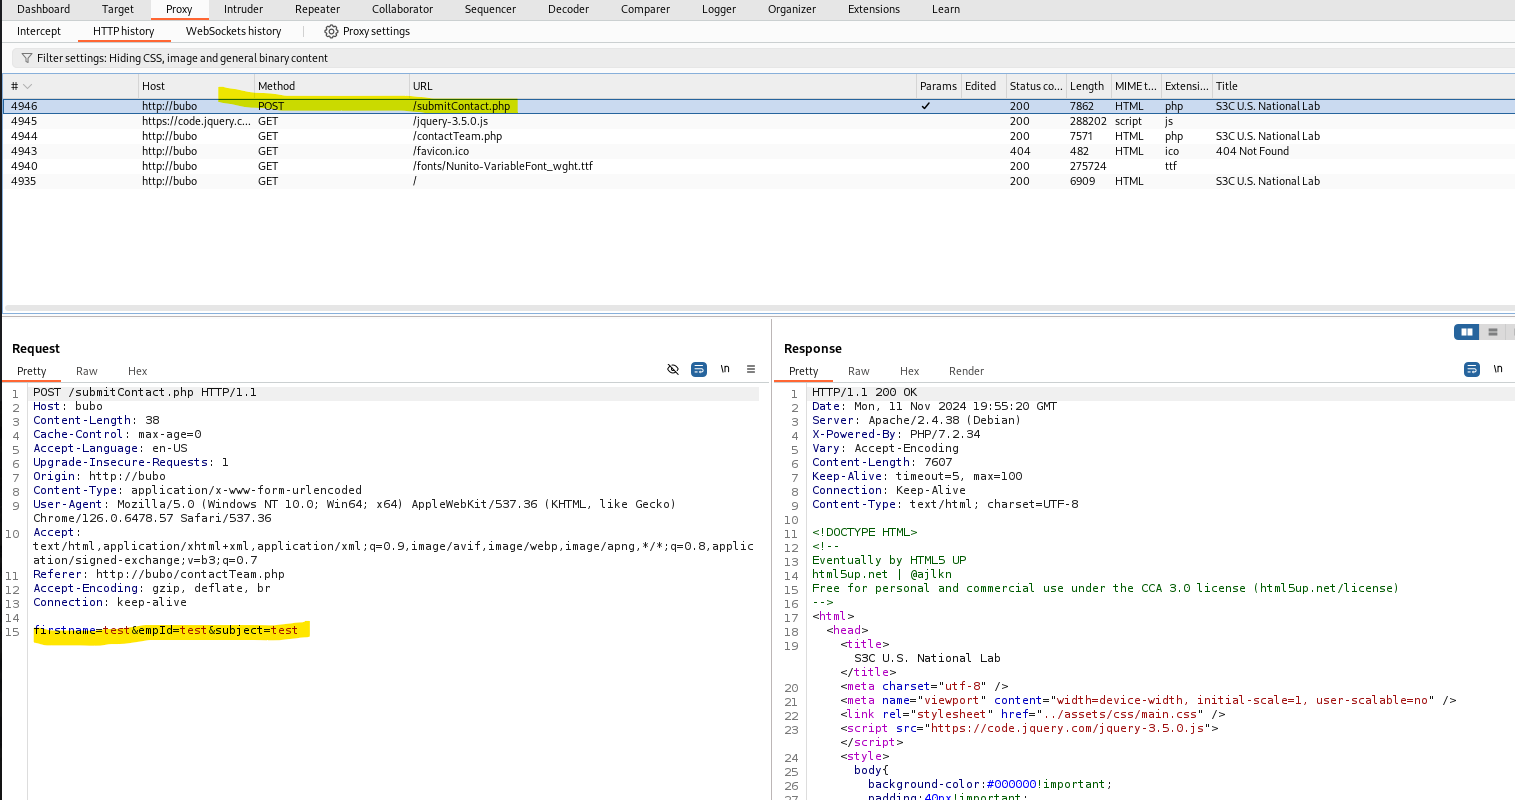 Dashboard Target Proxy Intruder Repeater Collaborator Sequencer Decoder Comparer Logger Organizer Extensions Learn
Intercept HTTP history WebSockets history Proxy settings
Filter settings: Hiding CSS, image and general binary content
# Host Method URL Params Edited Status co... Length MIME t... Extensi... Title
4946 http://bubo POST /submitContact.php ✓ 200 7862 HTML php S3C U.S. National Lab
4945 https://code.jquery.c... GET /jquery-3.5.0.js 200 288202 script js
4944 http://bubo GET /contactTeam.php 200 7571 HTML php S3C U.S. National Lab
4943 http://bubo GET /favicon.ico 404 482 HTML ico 404 Not Found
4940 http://bubo GET /fonts/Nunito-VariableFont_wght.ttf 200 275724 ttf
4935 http://bubo GET / 200 6909 HTML S3C U.S. National Lab
Request
Pretty Raw Hex \n
1 POST /submitContact.php HTTP/1.1
2 Host: bubo
3 Content-Length: 38
4 Cache-Control: max-age=0
5 Accept-Language: en-US
6 Upgrade-Insecure-Requests: 1
7 Origin: http://bubo
8 Content-Type: application/x-www-form-urlencoded
9 User-Agent: Mozilla/5.0 (Windows NT 10.0; Win64; x64) AppleWebKit/537.36 (KHTML, like Gecko)
Chrome/126.0.6478.57 Safari/537.36
10 Accept:
text/html,application/xhtml+xml,application/xml;q=0.9,image/avif,image/webp,image/apng,*/*;q=0.8,applic
ation/signed-exchange;v=b3;q=0.7
11 Referer: http://bubo/contactTeam.php
12 Accept-Encoding: gzip, deflate, br
13 Connection: keep-alive
14
15 firstname=test&empId=test&subject=test
Response
Pretty Raw Hex Render \n
1 HTTP/1.1 200 OK
2 Date: Mon, 11 Nov 2024 19:55:20 GMT
3 Server: Apache/2.4.38 (Debian)
4 X-Powered-By: PHP/7.2.34
5 Vary: Accept-Encoding
6 Content-Length: 7607
7 Keep-Alive: timeout=5, max=100
8 Connection: Keep-Alive
9 Content-Type: text/html; charset=UTF-8
10
11 <!DOCTYPE HTML>
12 <!--
13 Eventually by HTML5 UP
14 html5up.net | @ajlkn
15 Free for personal and commercial use under the CCA 3.0 license (html5up.net/license)
16 -->
17 <html>
18 <head>
19 <title>
S3C U.S. National Lab
</title>
20 <meta charset="utf-8" />
21 <meta name="viewport" content="width=device-width, initial-scale=1, user-scalable=no" />
22 <link rel="stylesheet" href="../assets/css/main.css" />
23 <script src="https://code.jquery.com/jquery-3.5.0.js">
</script>
24 <style>
25 body{
26 background-color:#000000!important;
27 padding:40px!important;